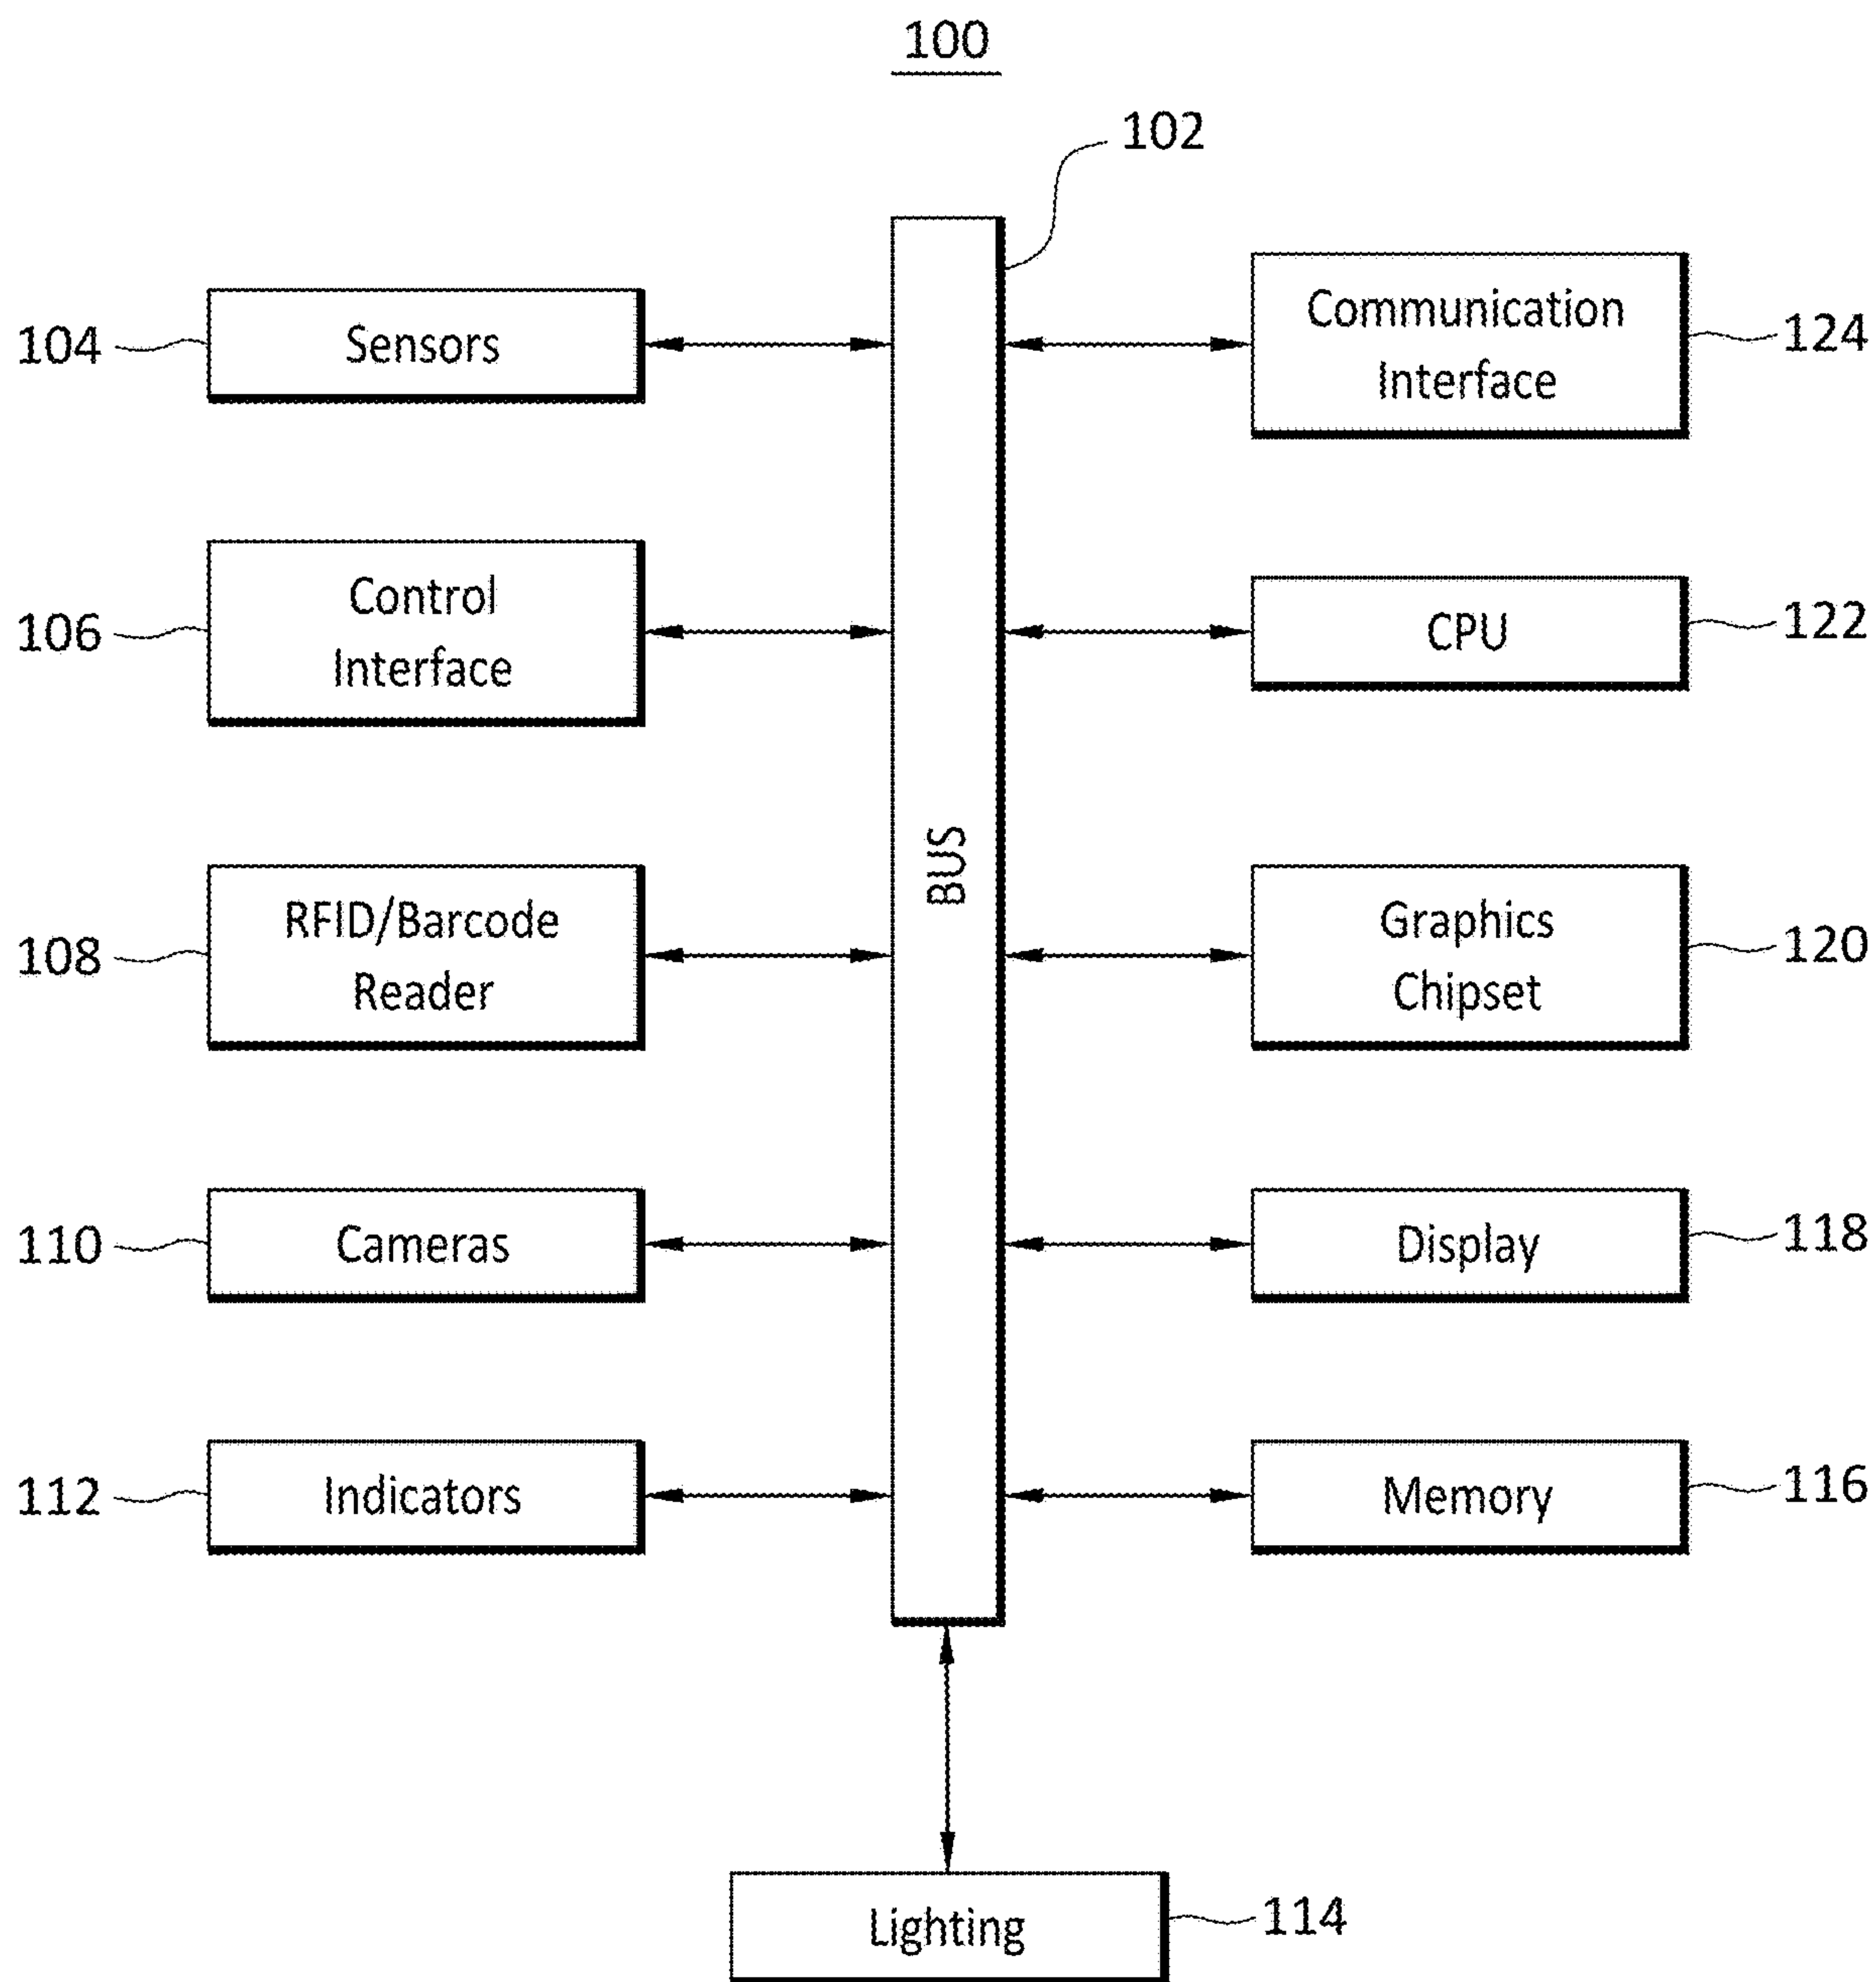 100
102
104
Sensors
Communication
Interface
124
106
Control
Interface
CPU
122
BUS
108
RFID/Barcode
Reader
Graphics
Chipset
120
110
Cameras
Display
118
112
Indicators
Memory
116
Lighting
114